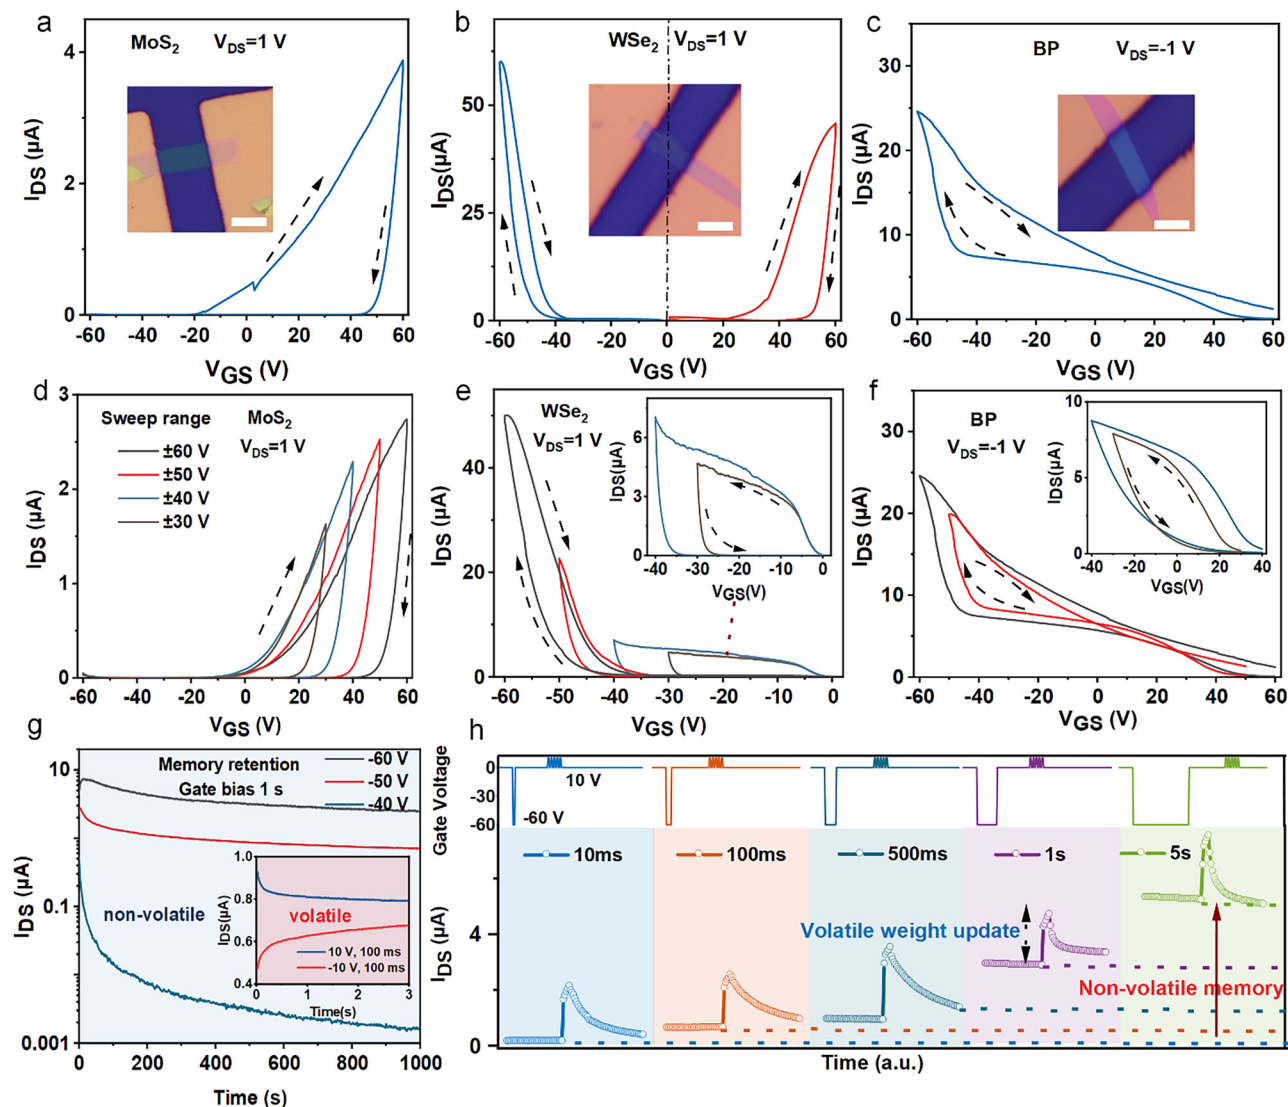 a
MoS2 VDS=1 V
4
2
0
IDS (μA)
-60 -40 -20 0 20 40 60
VGS (V)
b
WSe2 VDS=1 V
50
25
0
IDS(μA)
-60 -40 -20 0 20 40 60
VGS (V)
c
BP VDS=-1 V
30
20
10
0
IDS (μA)
-60 -40 -20 0 20 40 60
VGS (V)
d
Sweep range MoS2
VDS=1 V
±60 V
±50 V
±40 V
±30 V
3
2
1
0
IDS (μA)
-60 -40 -20 0 20 40 60
VGS (V)
e
WSe2
VDS=1 V
40
20
0
IDS (μA)
-60 -50 -40 -30 -20 -10 0
VGS (V)
6
3
0
IDS(μA)
-40 -30 -20 -10 0
VGS(V)
f
BP
VDS=-1 V
30
20
10
0
IDS (μA)
-60 -40 -20 0 20 40 60
VGS (V)
10
5
0
IDS(μA)
-40 -20 0 20 40
VGS(V)
g
Memory retention
Gate bias 1 s
-60 V
-50 V
-40 V
10
1
0.1
0.01
0.001
IDS (μA)
non-volatile
0 200 400 600 800 1000
Time (s)
1.0
0.8
0.6
0.4
IDS(μA)
volatile
10 V, 100 ms
-10 V, 100 ms
0 1 2 3
Time(s)
h
Gate Voltage
0
-30
-60
10 V
-60 V
10ms
100ms
500ms
1s
5s
4
2
0
IDS (μA)
Volatile weight update
Non-volatile memory
Time (a.u.)